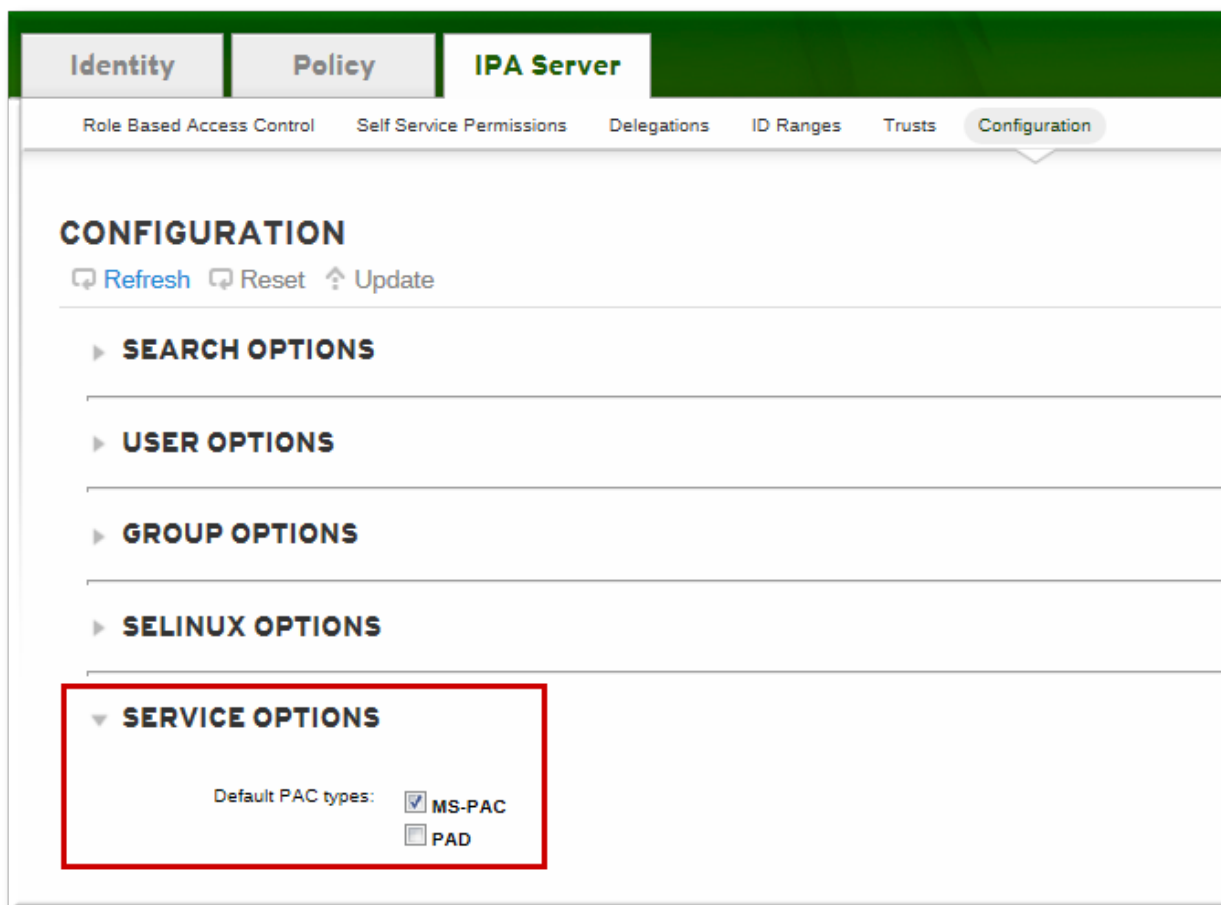 Identity Policy IPA Server
Role Based Access Control Self Service Permissions Delegations ID Ranges Trusts Configuration
CONFIGURATION
Refresh Reset Update
SEARCH OPTIONS
USER OPTIONS
GROUP OPTIONS
SELINUX OPTIONS
SERVICE OPTIONS
Default PAC types: MS-PAC
PAD